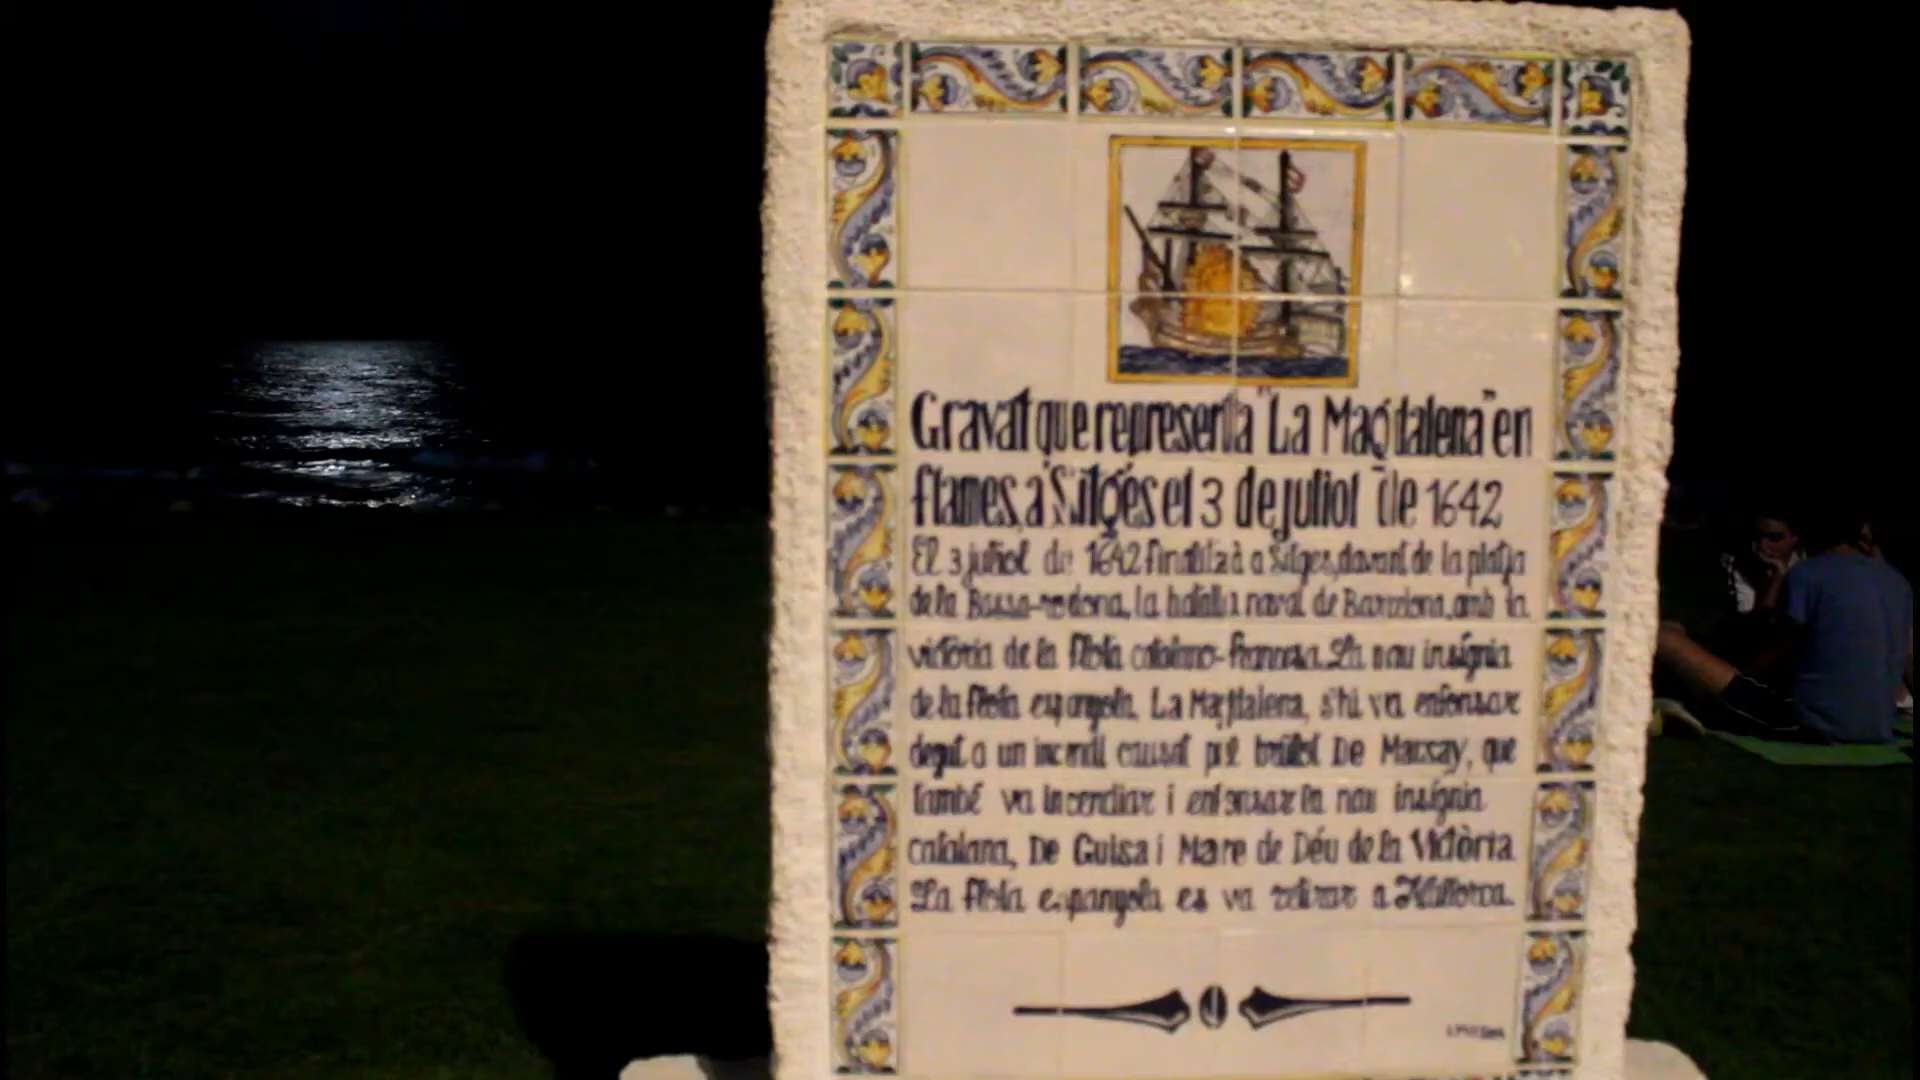 Gravat que representa "La Magdalena" en
flames, a Sitges el 3 de juliol de 1642
El 3 juliol de 1642 finalitzà a Sitges, davant de la platja
de la Bassa-rodona, la batalla naval de Barcelona, amb la
victòria de la flota catalano-francesa. La nau insígnia
de la flota espanyola, La Magdalena, s'hi va enfonsar
degut a un incendi causat pel brûlot De Maccay, que
també va incendiar i enfonsar la nau insígnia
catalana, De Guisa i Mare de Déu de la Victòria.
La flota espanyola es va retirar a Mallorca.